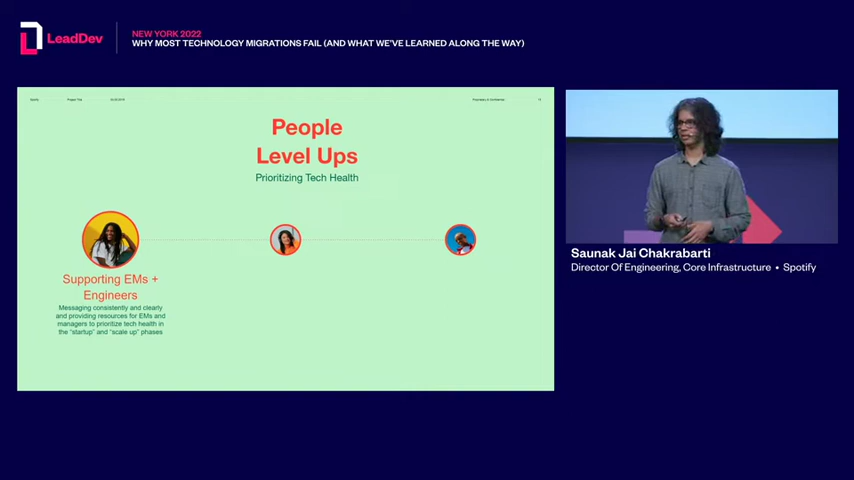 LeadDev
NEW YORK 2022
WHY MOST TECHNOLOGY MIGRATIONS FAIL (AND WHAT WE'VE LEARNED ALONG THE WAY)
People
Level Ups
Prioritizing Tech Health
Supporting EMs +
Engineers
Messaging consistently and clearly
and providing resources for EMs and
managers to prioritize tech health in
the "startup" and "scale up" phases
Saunak Jai Chakrabarti
Director Of Engineering, Core Infrastructure • Spotify